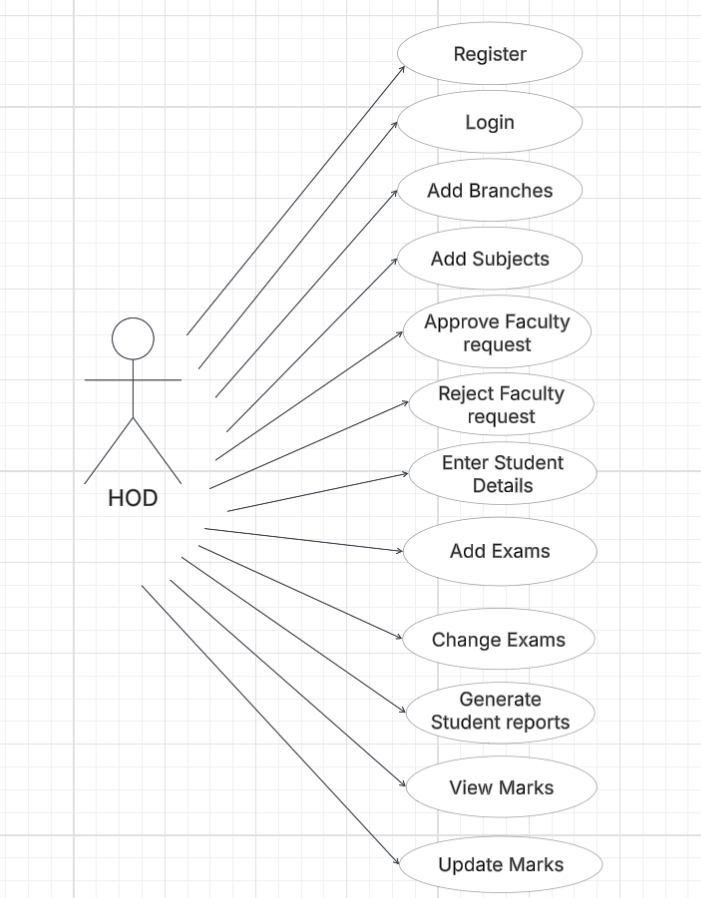 Register
Login
Add Branches
Add Subjects
Approve Faculty
request
Reject Faculty
request
Enter Student
Details
HOD
Add Exams
Change Exams
Generate
Student reports
View Marks
Update Marks